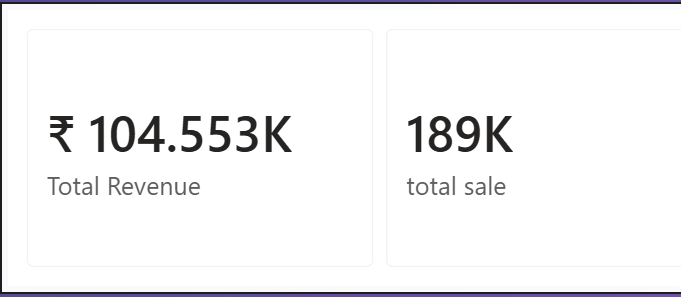 ₹ 104.553K
Total Revenue
189K
total sale